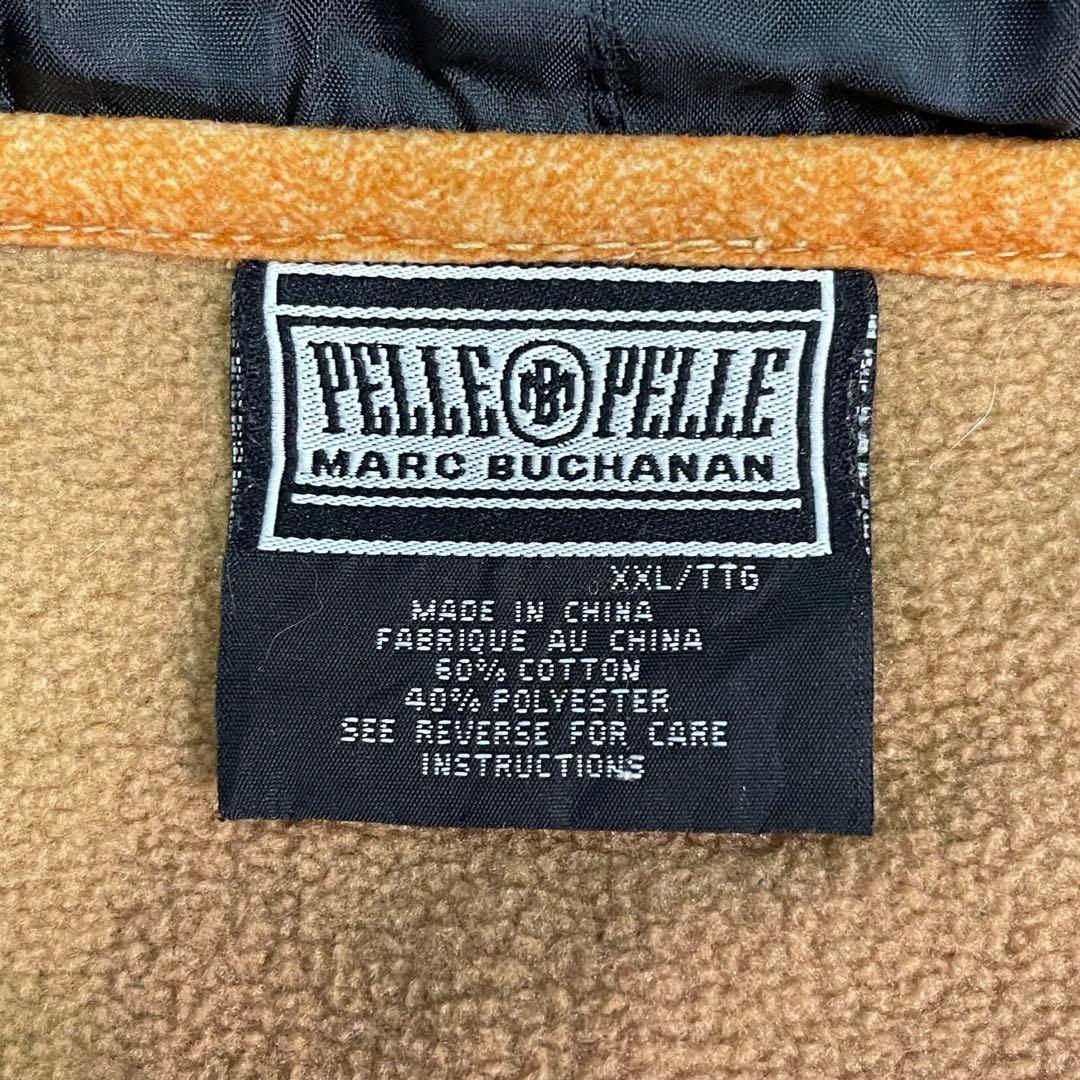 PELLE MB PELLE
MARC BUCHANAN
XXL/TTG
MADE IN CHINA
FABRIQUE AU CHINA
60% COTTON
40% POLYESTER
SEE REVERSE FOR CARE
INSTRUCTIONS